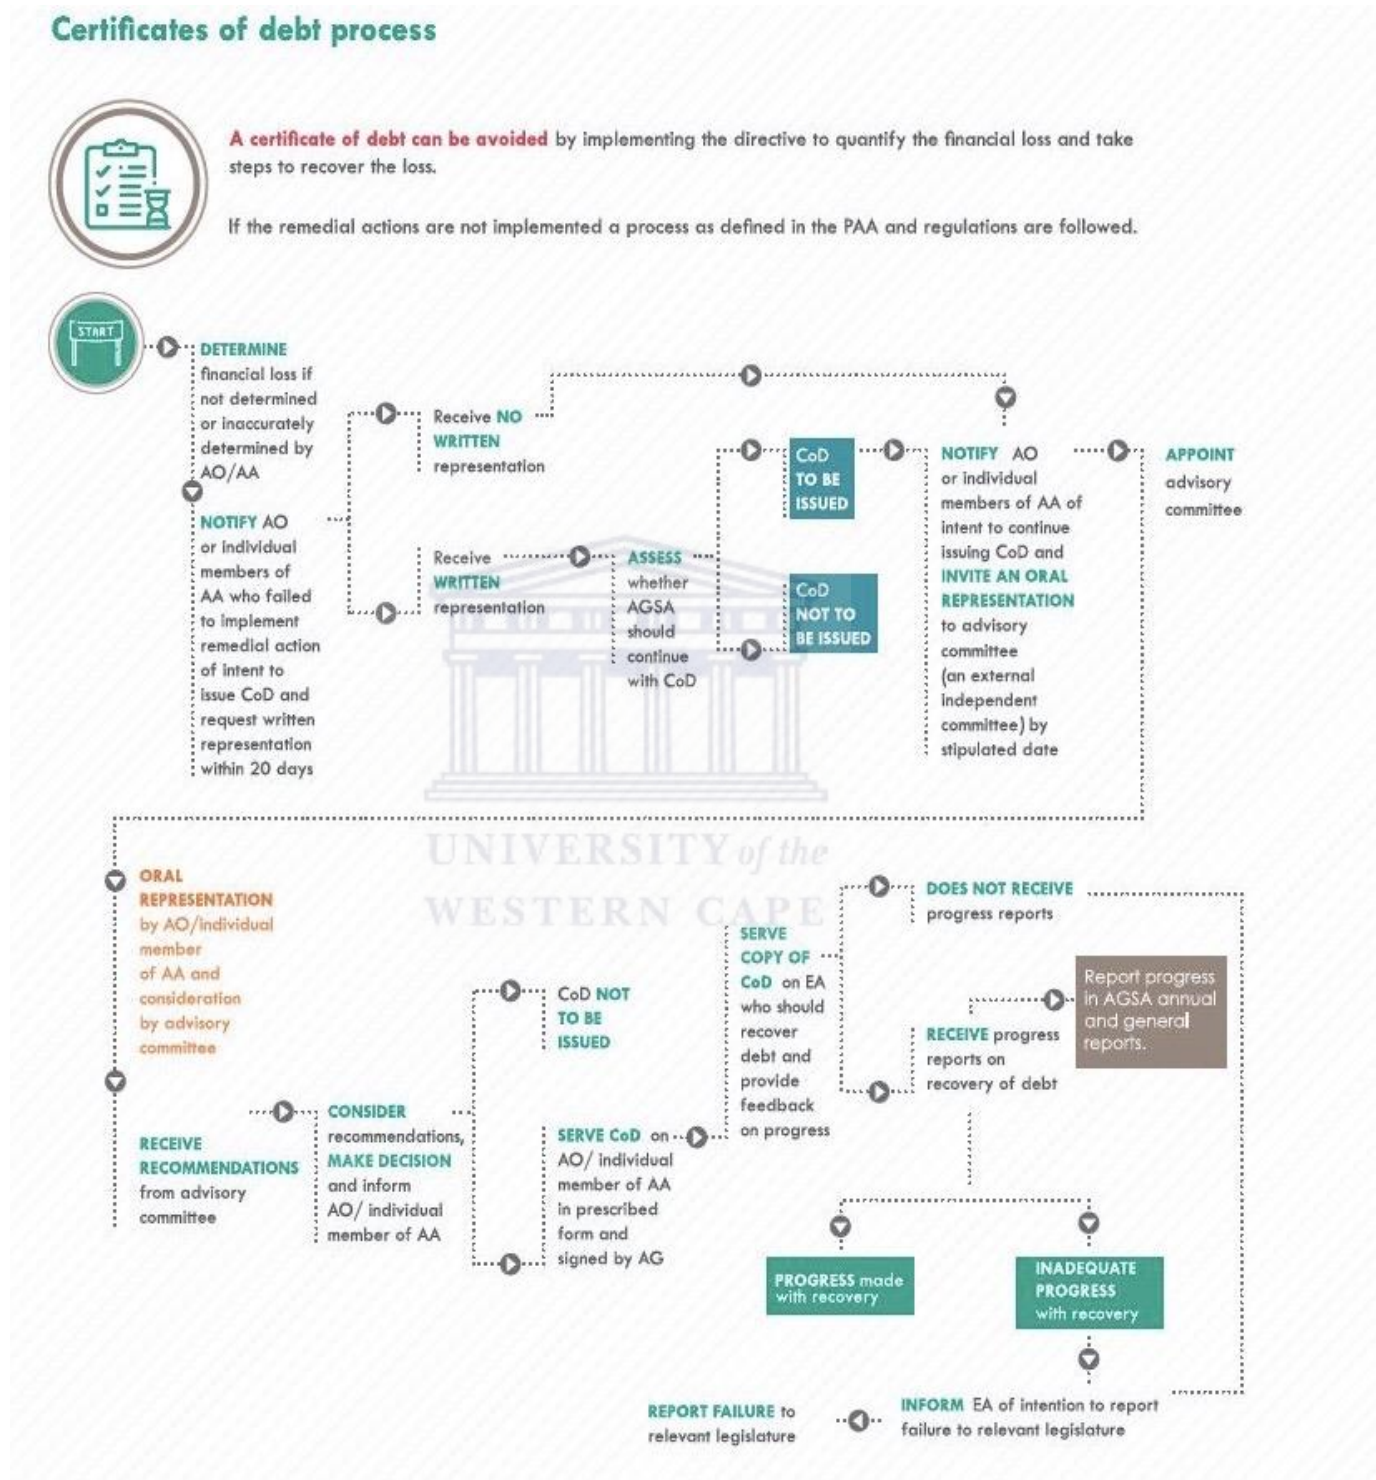 Certificates of debt process
A certificate of debt can be avoided by implementing the directive to quantify the financial loss and take
steps to recover the loss.
If the remedial actions are not implemented a process as defined in the PAA and regulations are followed.
START
DETERMINE
financial loss if
not determined
or inaccurately
determined by
AO/AA
NOTIFY AO
or individual
members of
AA who failed
to implement
remedial action
of intent to
issue CoD and
request written
representation
within 20 days
Receive NO
WRITTEN
representation
Receive
WRITTEN
representation
ASSESS
whether
AGSA
should
continue
with CoD
CoD
TO BE
ISSUED
CoD
NOT TO
BE ISSUED
NOTIFY AO
or individual
members of AA of
intent to continue
issuing CoD and
INVITE AN ORAL
REPRESENTATION
to advisory
committee
(an external
independent
committee) by
stipulated date
APPOINT
advisory
committee
UNIVERSITY of the
WESTERN CAPE
ORAL
REPRESENTATION
by AO/individual
member
of AA and
consideration
by advisory
committee
RECEIVE
RECOMMENDATIONS
from advisory
committee
CONSIDER
recommendations,
MAKE DECISION
and inform
AO/ individual
member of AA
CoD NOT
TO BE
ISSUED
SERVE CoD on
AO/ individual
member of AA
in prescribed
form and
signed by AG
SERVE
COPY OF
CoD on EA
who should
recover
debt and
provide
feedback
on progress
DOES NOT RECEIVE
progress reports
RECEIVE progress
reports on
recovery of debt
Report progress
in AGSA annual
and general
reports.
PROGRESS made
with recovery
INADEQUATE
PROGRESS
with recovery
INFORM EA of intention to report
failure to relevant legislature
REPORT FAILURE to
relevant legislature